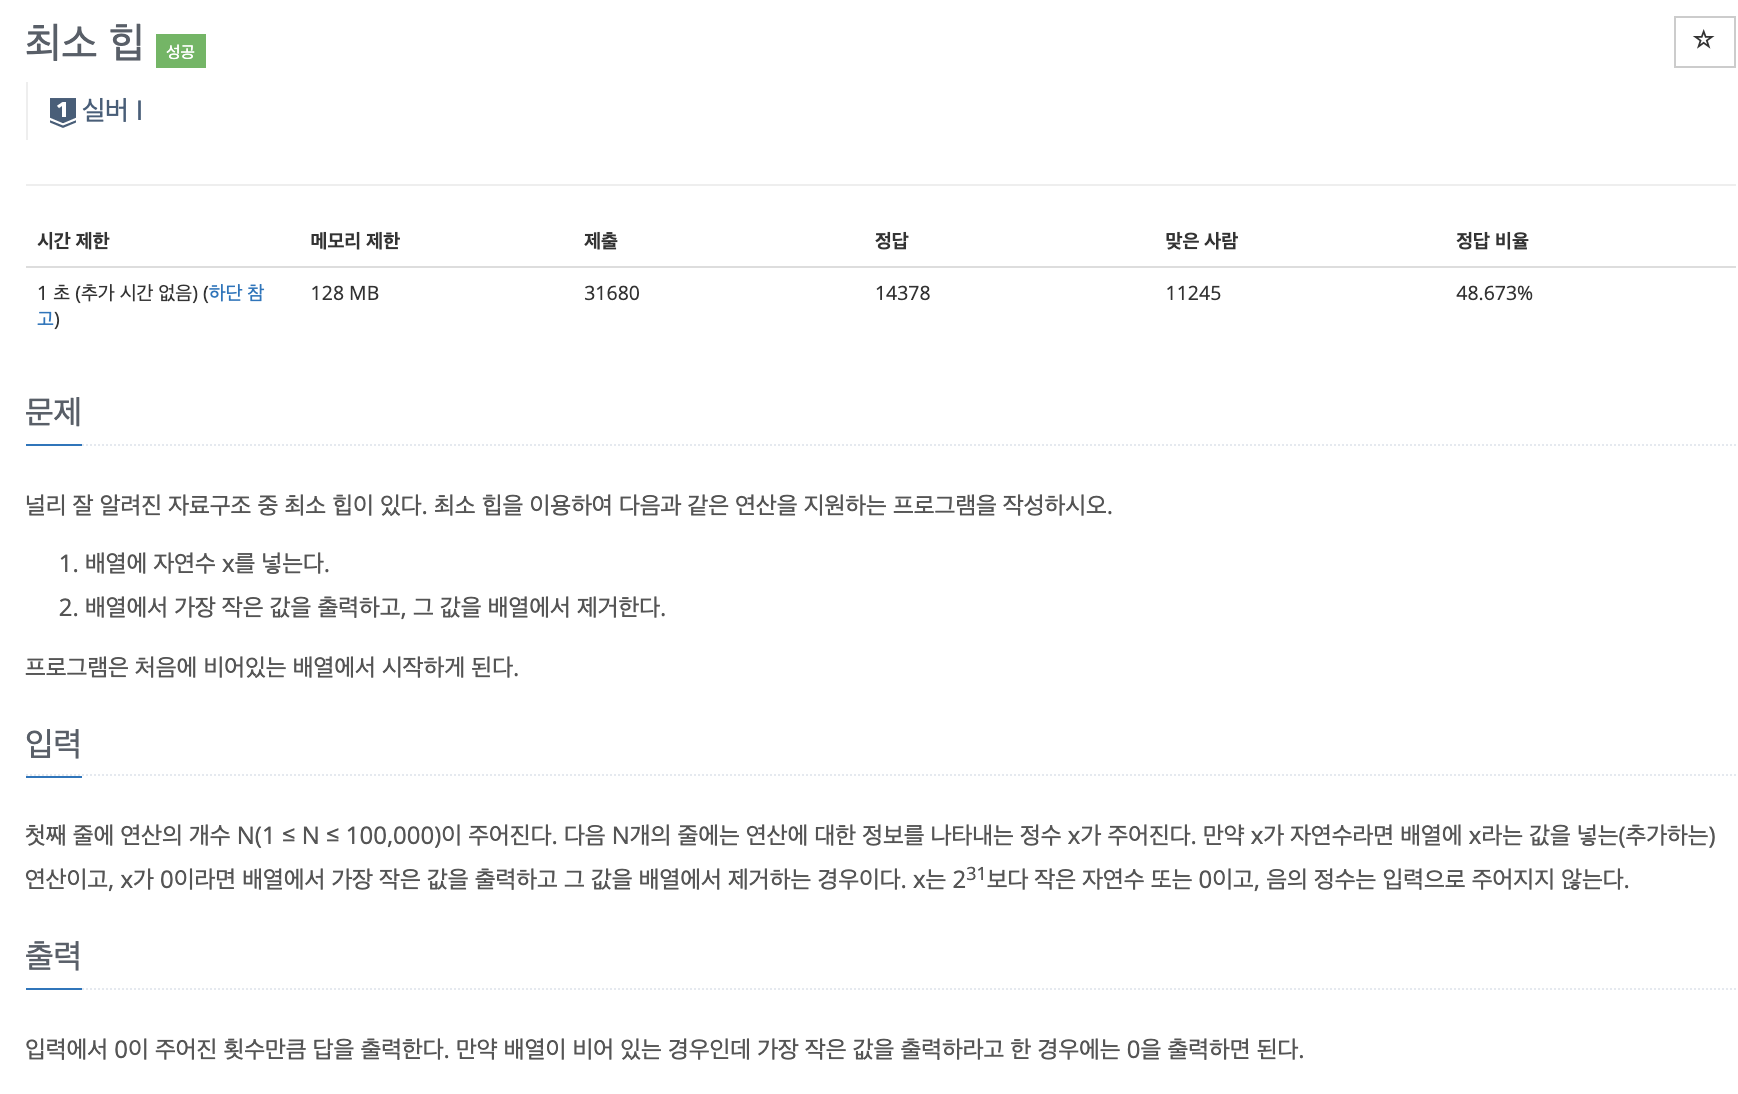 최소 힙 성공
☆
1 실버 I
시간 제한 메모리 제한 제출 정답 맞은 사람 정답 비율
1 초 (추가 시간 없음) (하단 참 128 MB 31680 14378 11245 48.673%
고)
문제
널리 잘 알려진 자료구조 중 최소 힙이 있다. 최소 힙을 이용하여 다음과 같은 연산을 지원하는 프로그램을 작성하시오.
1. 배열에 자연수 x를 넣는다.
2. 배열에서 가장 작은 값을 출력하고, 그 값을 배열에서 제거한다.
프로그램은 처음에 비어있는 배열에서 시작하게 된다.
입력
첫째 줄에 연산의 개수 N(1 ≤ N ≤ 100,000)이 주어진다. 다음 N개의 줄에는 연산에 대한 정보를 나타내는 정수 x가 주어진다. 만약 x가 자연수라면 배열에 x라는 값을 넣는(추가하는)
연산이고, x가 0이라면 배열에서 가장 작은 값을 출력하고 그 값을 배열에서 제거하는 경우이다. x는 2³¹보다 작은 자연수 또는 0이고, 음의 정수는 입력으로 주어지지 않는다.
출력
입력에서 0이 주어진 횟수만큼 답을 출력한다. 만약 배열이 비어 있는 경우인데 가장 작은 값을 출력하라고 한 경우에는 0을 출력하면 된다.